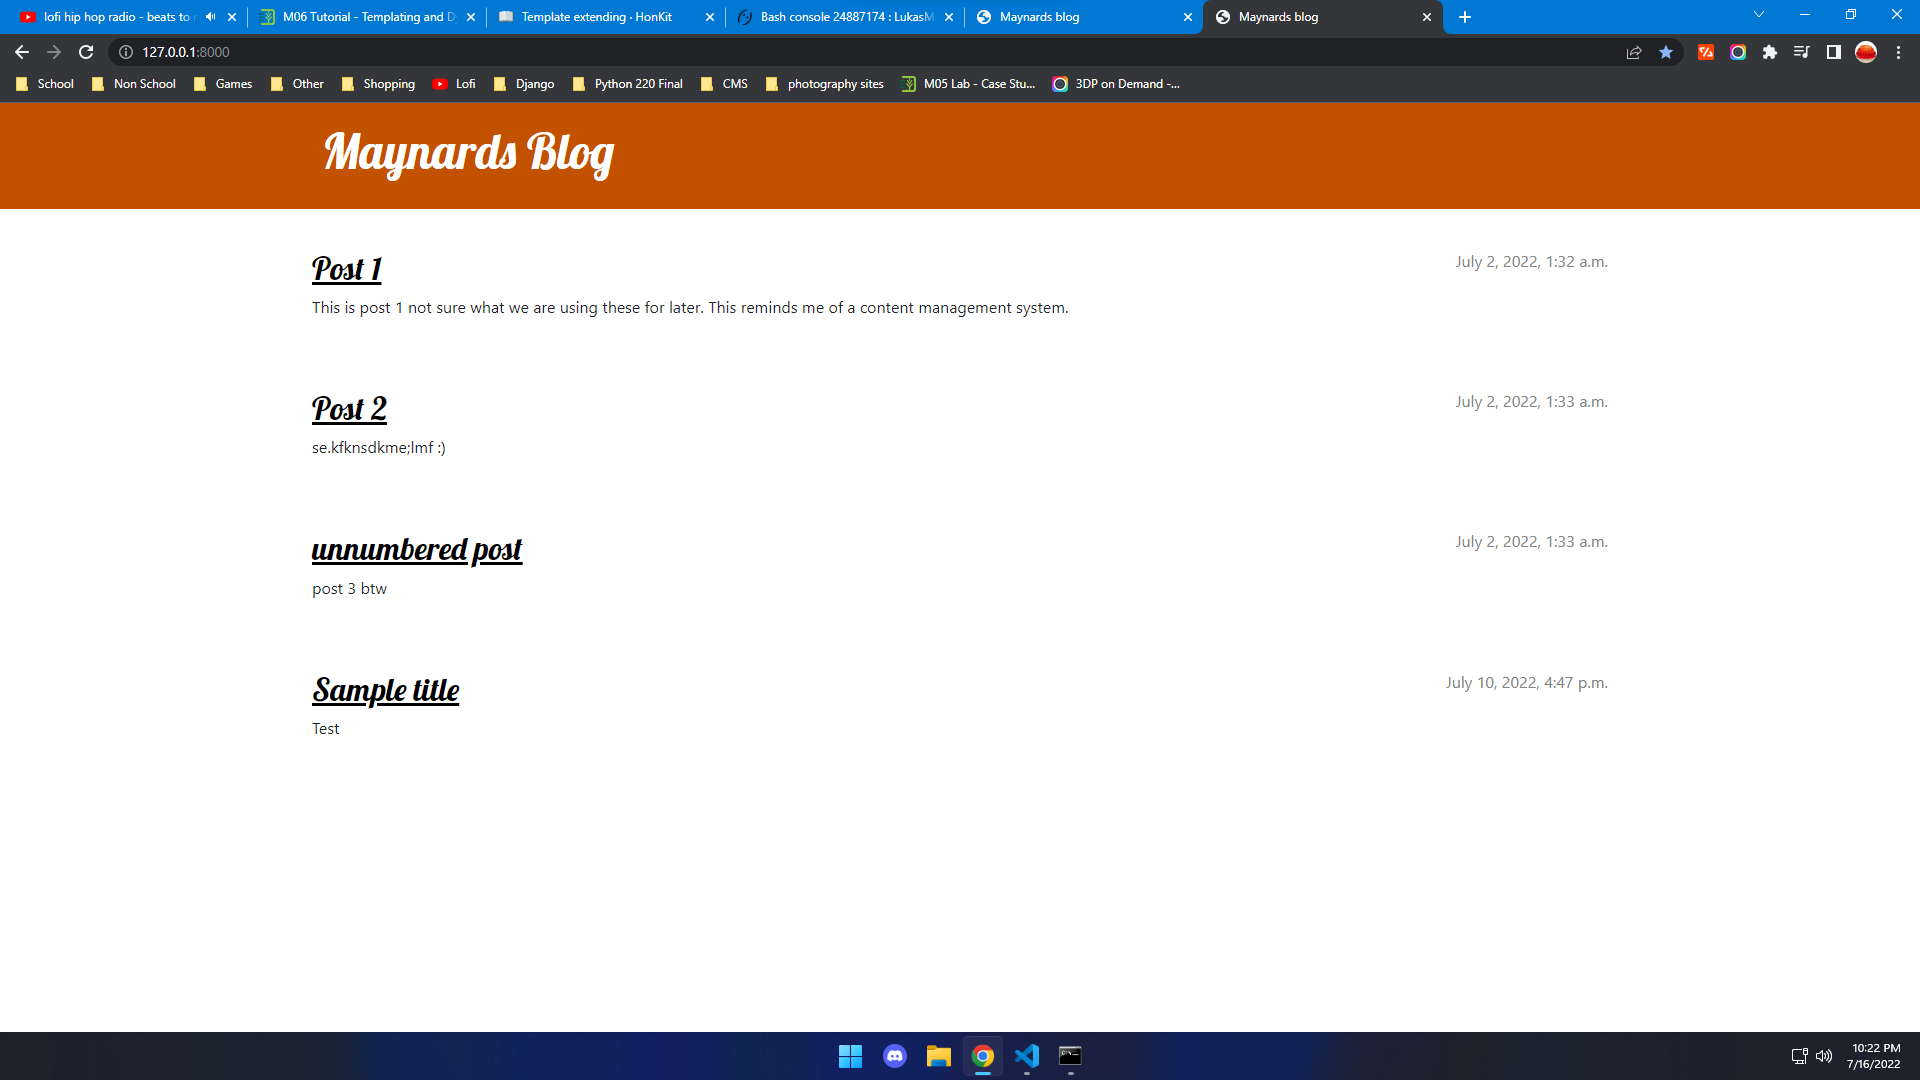 lofi hip hop radio - beats to
M06 Tutorial - Templating and D
Template extending · HonKit
Bash console 24887174 : LukasM
Maynards blog
Maynards blog
127.0.0.1:8000
School
Non School
Games
Other
Shopping
Lofi
Django
Python 220 Final
CMS
photography sites
M05 Lab - Case Stu...
3DP on Demand -...
Maynards Blog
Post 1
July 2, 2022, 1:32 a.m.
This is post 1 not sure what we are using these for later. This reminds me of a content management system.
Post 2
July 2, 2022, 1:33 a.m.
se.kfknsdkme;lmf :)
unnumbered post
July 2, 2022, 1:33 a.m.
post 3 btw
Sample title
July 10, 2022, 4:47 p.m.
Test
10:22 PM
7/16/2022